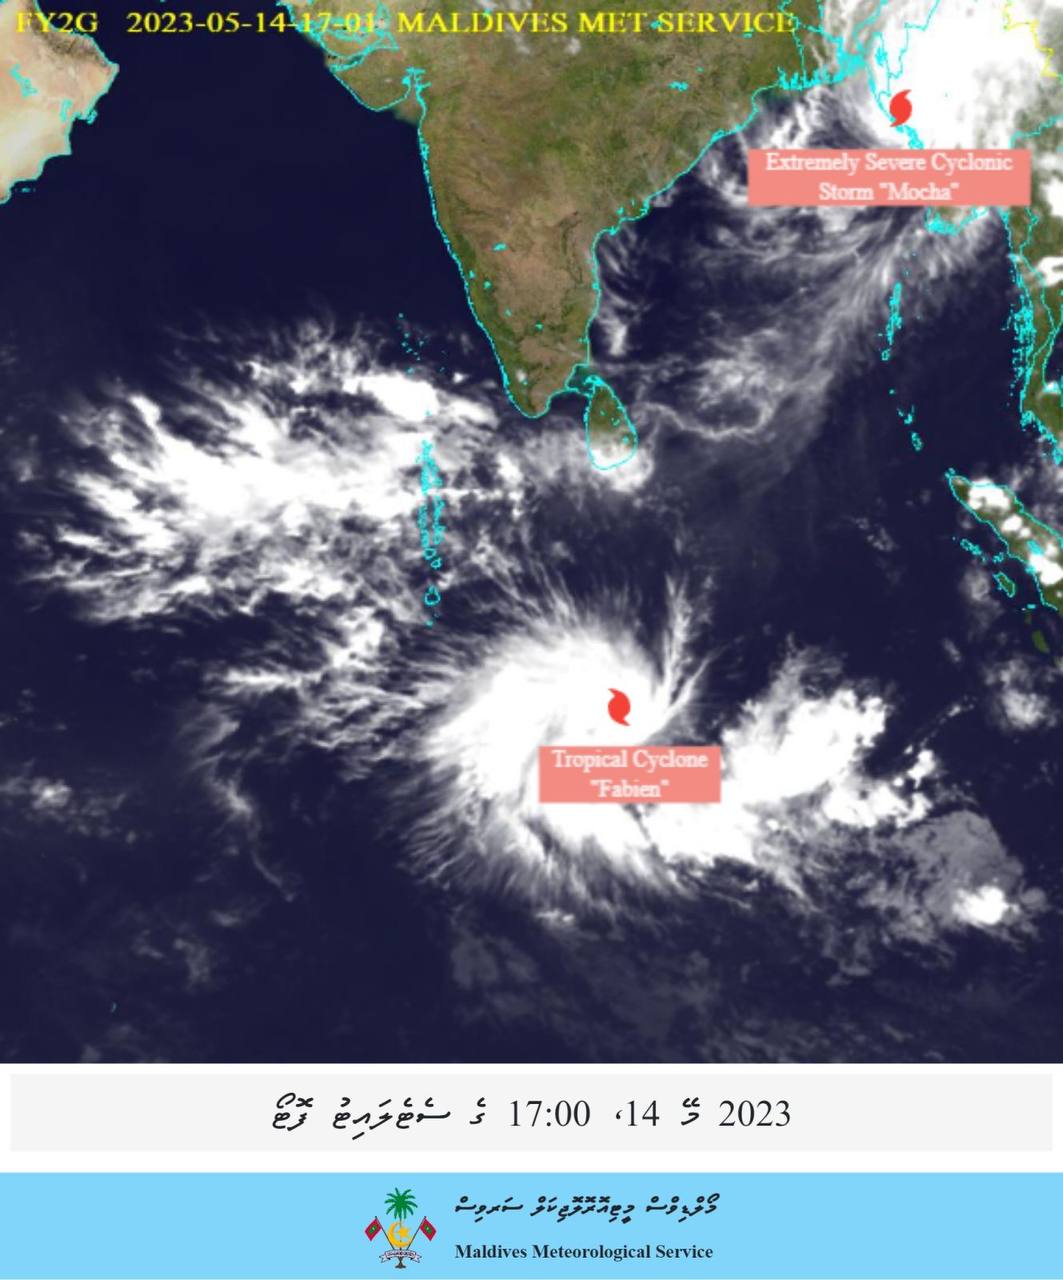 FY2G 2023-05-14-17-01 MALDIVES MET SERVICE
Extremely Severe Cyclonic
Storm "Mocha"
Tropical Cyclone
"Fabien"
2023 މޭ 14، 17:00 ގެ ސެޓެލައިޓު ފޮޓޯ
މޯލްޑިވްސް މީޓިއޮރޮލޮޖިކަލް ސަރވިސް
Maldives Meteorological Service